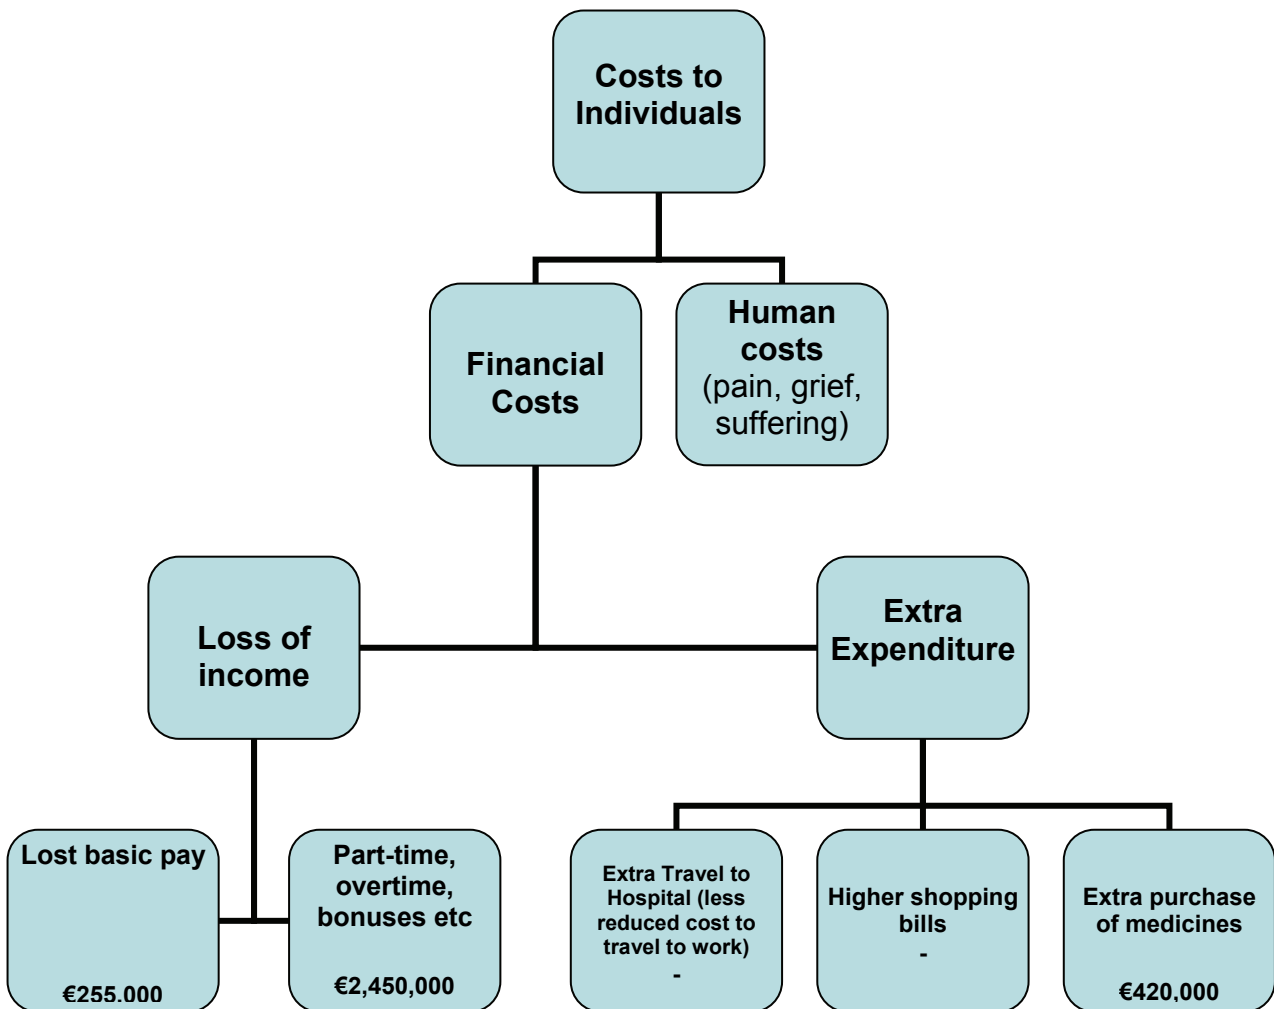 Costs to
Individuals
Financial
Costs
Human
costs
(pain, grief,
suffering)
Loss of
income
Extra
Expenditure
Lost basic pay
€255.000
Part-time,
overtime,
bonuses etc
€2,450,000
Extra Travel to
Hospital (less
reduced cost to
travel to work)
-
Higher shopping
bills
-
Extra purchase
of medicines
€420,000